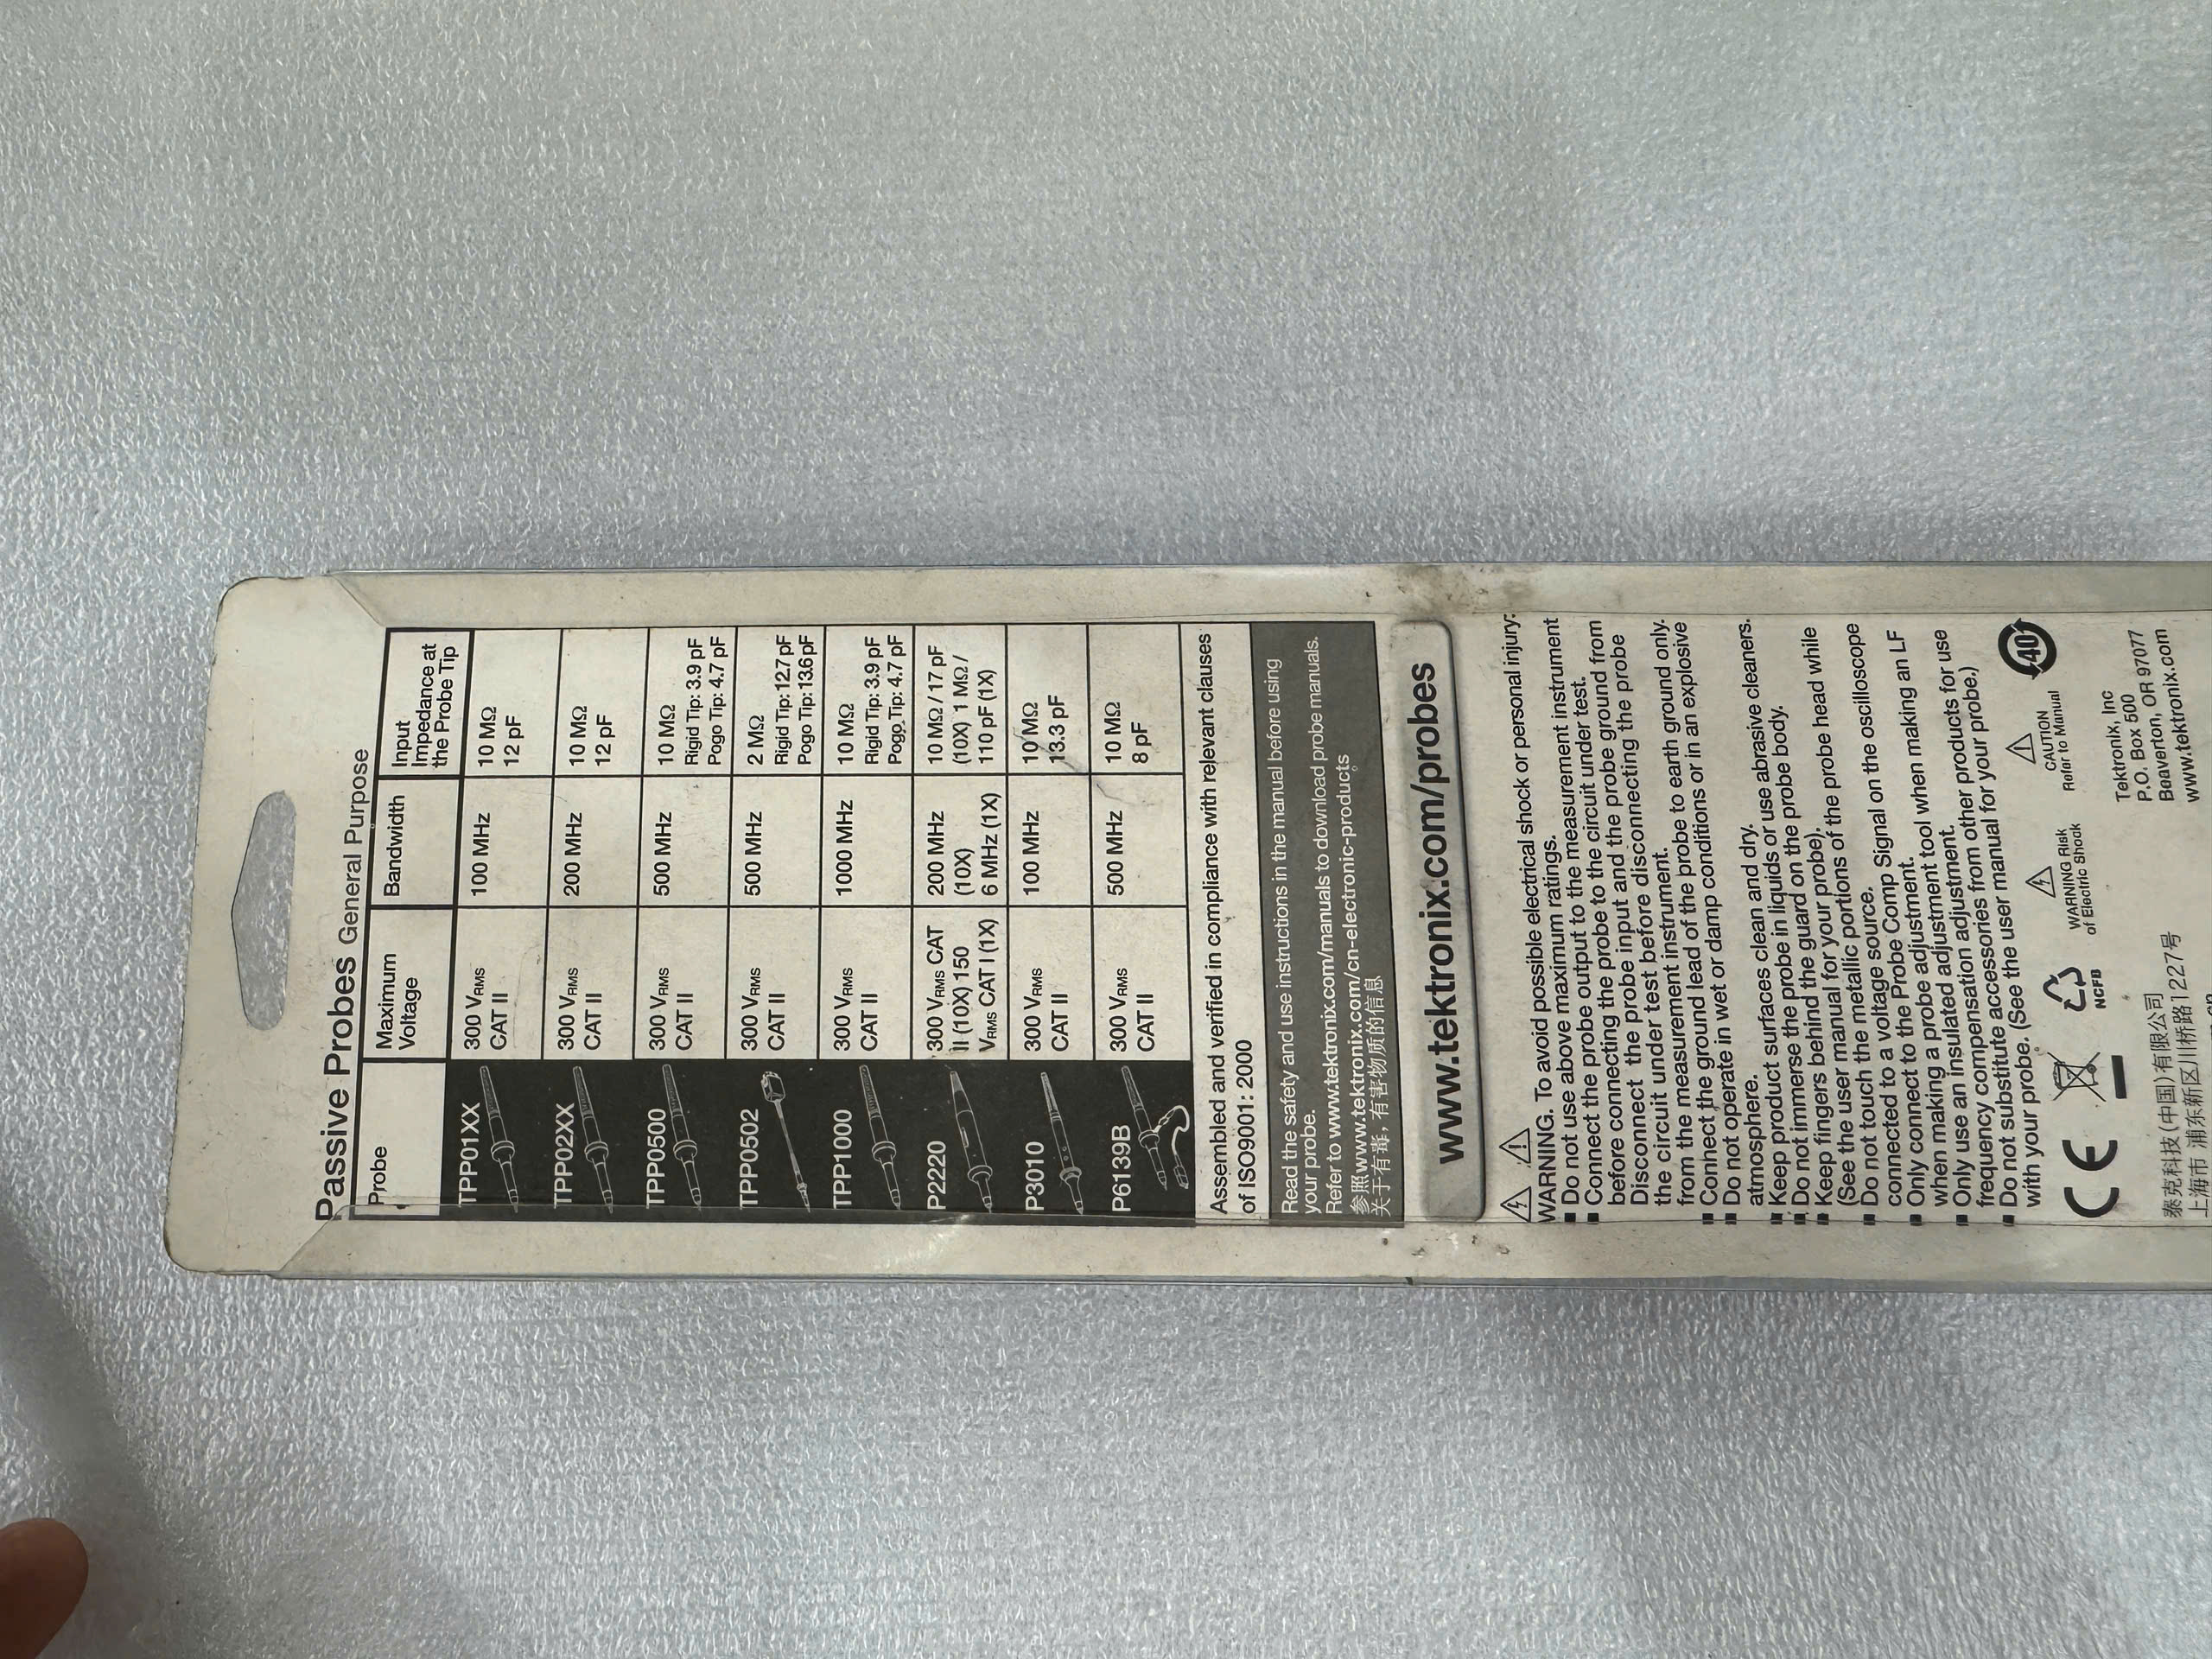 Passive Probes General Purpose
Probe Maximum Voltage Bandwidth Input Impedance at the Probe Tip
TPP01XX 300 VRMS CAT II 100 MHz 10 MΩ 12 pF
TPP02XX 300 VRMS CAT II 200 MHz 10 MΩ 12 pF
TPP0500 300 VRMS CAT II 500 MHz 10 MΩ Rigid Tip: 3.9 pF Pogo Tip: 4.7 pF
TPP0502 300 VRMS CAT II 500 MHz 2 MΩ Rigid Tip: 12.7 pF Pogo Tip: 13.6 pF
TPP1000 300 VRMS CAT II 1000 MHz 10 MΩ Rigid Tip: 3.9 pF Pogo Tip: 4.7 pF
P2220 300 VRMS CAT II (10X) 150 VRMS CAT I (1X) 200 MHz (10X) 6 MHz (1X) 10 MΩ / 17 pF (10X) 1 MΩ / 110 pF (1X)
P3010 300 VRMS CAT II 100 MHz 10 MΩ 13.3 pF
P6139B 300 VRMS CAT II 500 MHz 10 MΩ 8 pF
Assembled and verified in compliance with relevant clauses
of ISO9001: 2000
Read the safety and use instructions in the manual before using
your probe.
Refer to www.tektronix.com/manuals to download probe manuals.
参照www.tektronix.com/cn-electronic-products
关于有毒，有害物质的信息。
www.tektronix.com/probes
WARNING. To avoid possible electrical shock or personal injury:
■ Do not use above maximum ratings.
■ Connect the probe output to the measurement instrument
before connecting the probe to the circuit under test.
Disconnect the probe input and the probe ground from
the circuit under test before disconnecting the probe
from the measurement instrument.
■ Connect the ground lead of the probe to earth ground only.
■ Do not operate in wet or damp conditions or in an explosive
atmosphere.
■ Keep product surfaces clean and dry.
■ Do not immerse the probe in liquids or use abrasive cleaners.
■ Keep fingers behind the guard on the probe body.
(See the user manual for your probe).
■ Do not touch the metallic portions of the probe head while
connected to a voltage source.
■ Only connect to the Probe Comp Signal on the oscilloscope
when making a probe adjustment.
■ Only use an insulated adjustment tool when making an LF
frequency compensation adjustment.
■ Do not substitute accessories from other products for use
with your probe. (See the user manual for your probe.)
CE
NCFB
WARNING Risk
of Electric Shock
CAUTION
Refer to Manual
40
泰克科技(中国)有限公司
上海市 浦东新区川桥路1227号
Tektronix, Inc
P.O. Box 500
Beaverton, OR 97077
www.tektronix.com